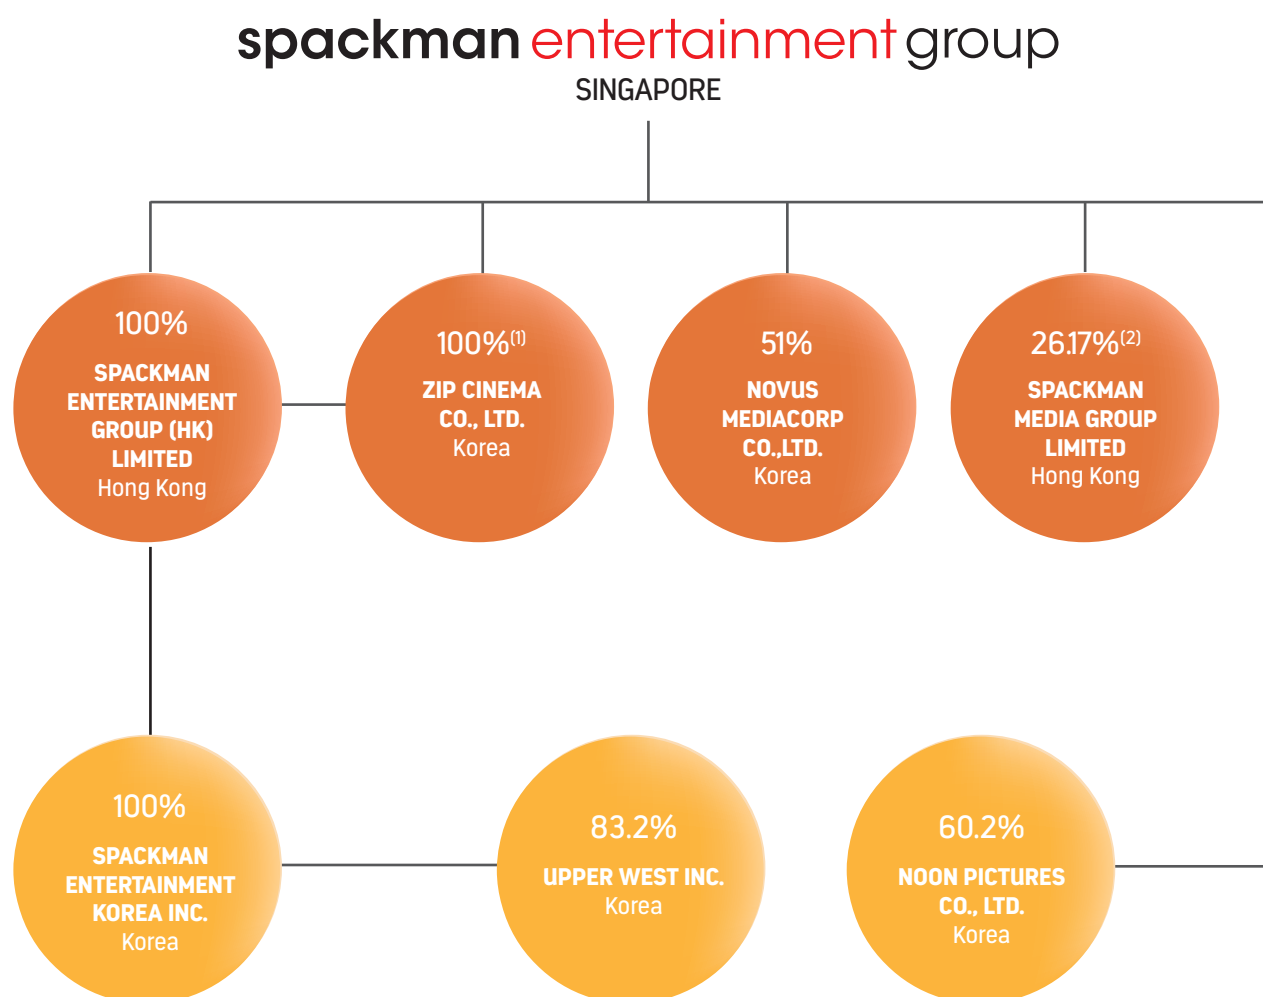 spackman entertainment group
SINGAPORE
100%
SPACKMAN
ENTERTAINMENT
GROUP (HK)
LIMITED
Hong Kong
100%(1)
ZIP CINEMA
CO., LTD.
Korea
51%
NOVUS
MEDIACORP
CO.,LTD.
Korea
26.17%(2)
SPACKMAN
MEDIA GROUP
LIMITED
Hong Kong
100%
SPACKMAN
ENTERTAINMENT
KOREA INC.
Korea
83.2%
UPPER WEST INC.
Korea
60.2%
NOON PICTURES
CO., LTD.
Korea